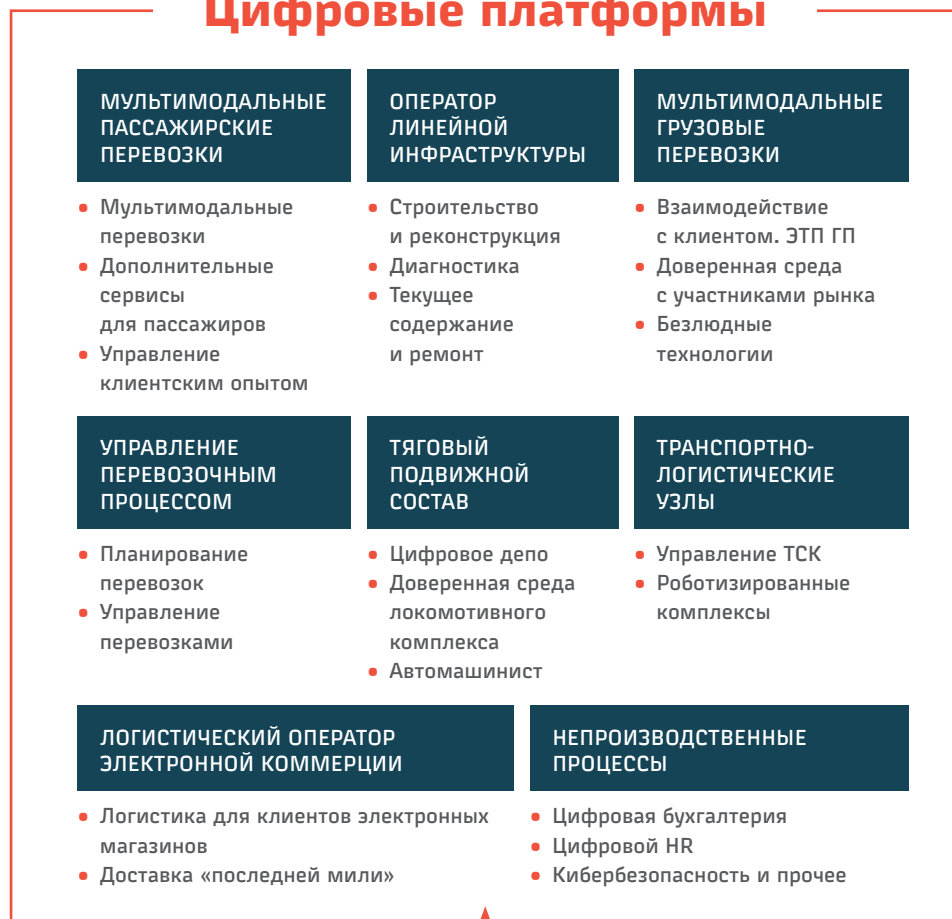 Цифровые платформы
МУЛЬТИМОДАЛЬНЫЕ
ПАССАЖИРСКИЕ
ПЕРЕВОЗКИ
• Мультимодальные
перевозки
• Дополнительные
сервисы
для пассажиров
• Управление
клиентским опытом
ОПЕРАТОР
ЛИНЕЙНОЙ
ИНФРАСТРУКТУРЫ
• Строительство
и реконструкция
• Диагностика
• Текущее
содержание
и ремонт
МУЛЬТИМОДАЛЬНЫЕ
ГРУЗОВЫЕ
ПЕРЕВОЗКИ
• Взаимодействие
с клиентом. ЭТП ГП
• Доверенная среда
с участниками рынка
• Безлюдные
технологии
УПРАВЛЕНИЕ
ПЕРЕВОЗОЧНЫМ
ПРОЦЕССОМ
• Планирование
перевозок
• Управление
перевозками
ТЯГОВЫЙ
ПОДВИЖНОЙ
СОСТАВ
• Цифровое депо
• Доверенная среда
локомотивного
комплекса
• Автомашинист
ТРАНСПОРТНО-
ЛОГИСТИЧЕСКИЕ
УЗЛЫ
• Управление ТСК
• Роботизированные
комплексы
ЛОГИСТИЧЕСКИЙ ОПЕРАТОР
ЭЛЕКТРОННОЙ КОММЕРЦИИ
• Логистика для клиентов электронных
магазинов
• Доставка «последней мили»
НЕПРОИЗВОДСТВЕННЫЕ
ПРОЦЕССЫ
• Цифровая бухгалтерия
• Цифровой HR
• Кибербезопасность и прочее